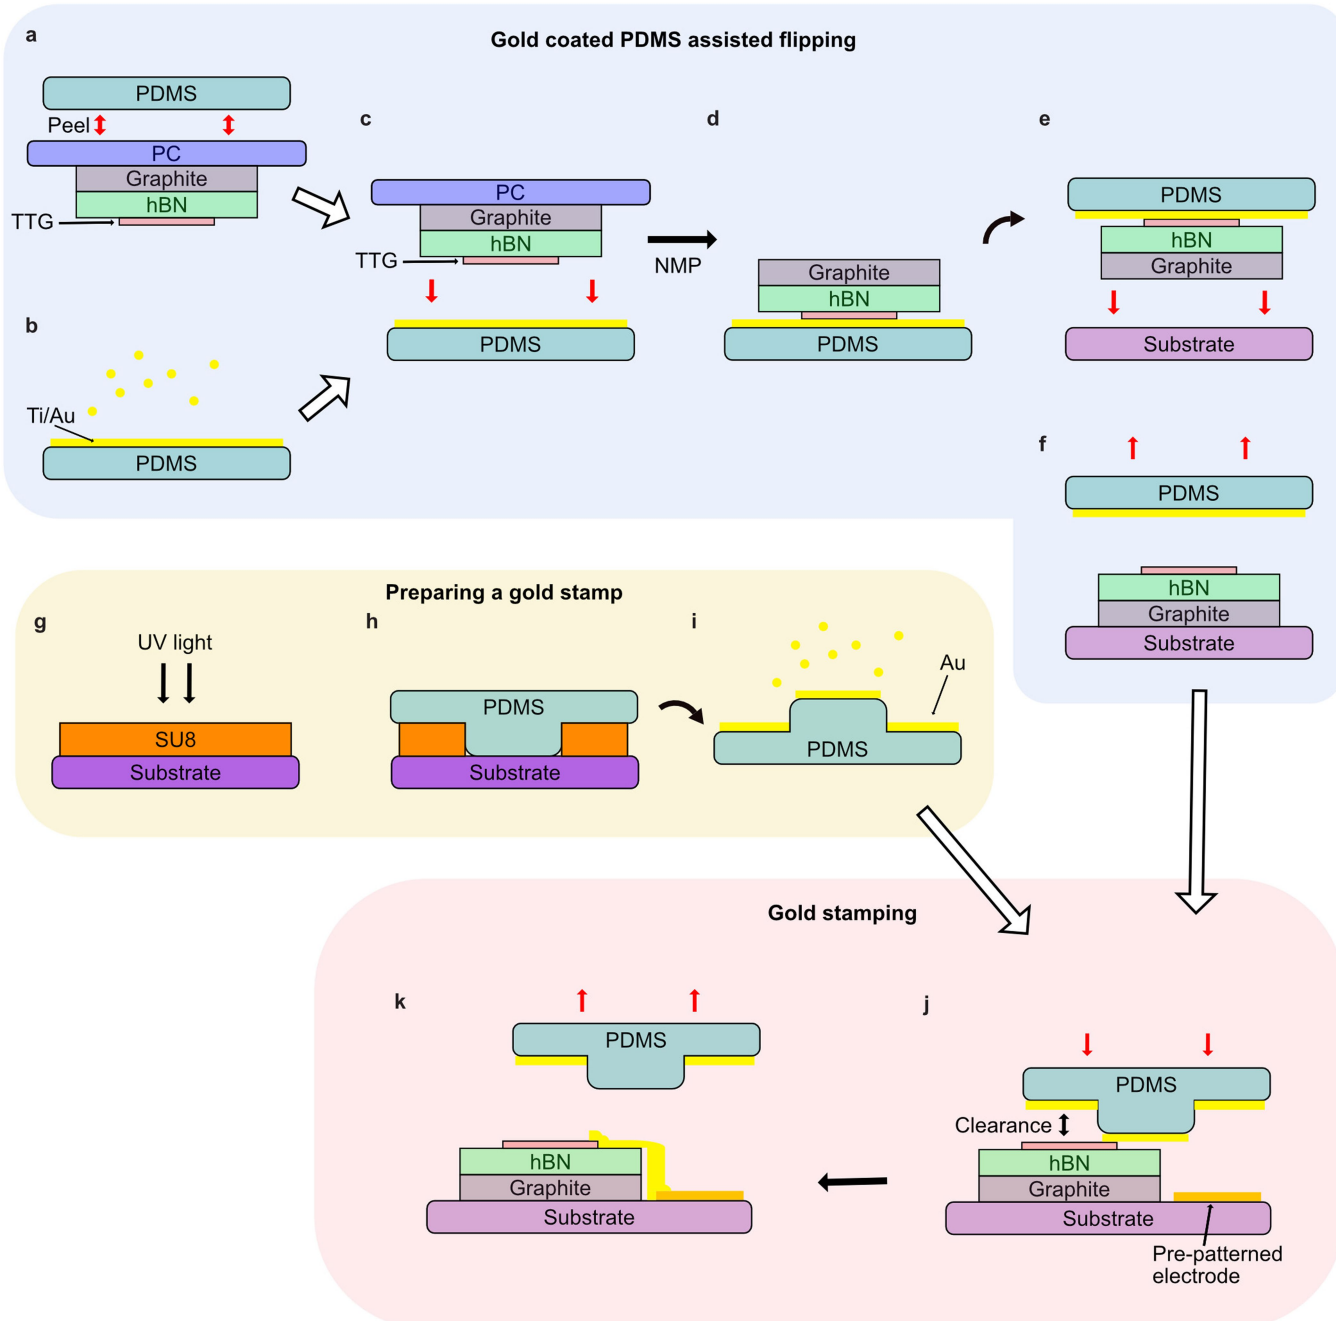 Gold coated PDMS assisted flipping
a
PDMS
Peel
PC
Graphite
hBN
TTG
b
Ti/Au
PDMS
c
PC
Graphite
hBN
TTG
PDMS
NMP
d
Graphite
hBN
PDMS
e
PDMS
hBN
Graphite
Substrate
f
PDMS
hBN
Graphite
Substrate
Preparing a gold stamp
g
UV light
SU8
Substrate
h
PDMS
Substrate
i
Au
PDMS
Gold stamping
j
PDMS
Clearance
hBN
Graphite
Substrate
Pre-patterned
electrode
k
PDMS
hBN
Graphite
Substrate